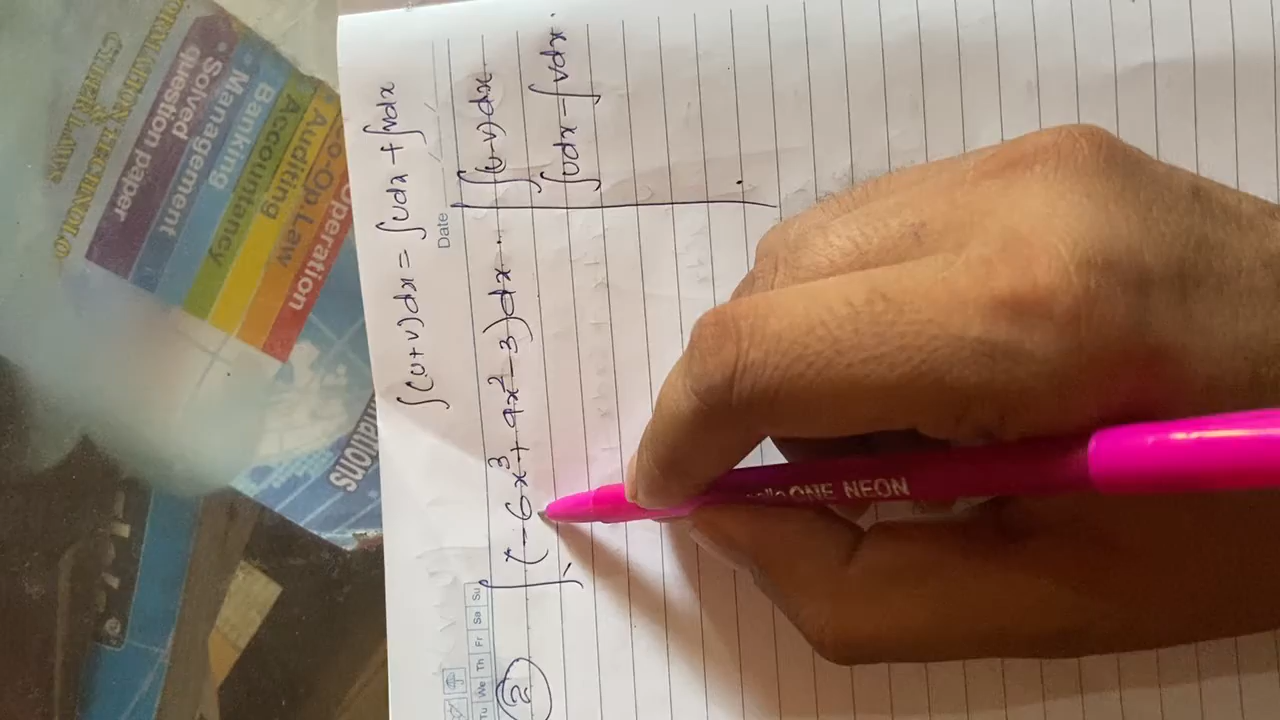 ∫(u+v)dx = ∫udx + ∫vdx
Date
Tu We Th Fr Sa Su
② ∫(-6x³ + 9x² - 3)dx
∫(u-v)dx
∫udx - ∫vdx
ONE NEON
Operation
Co-Op.Law
Auditing
Accountancy
Banking
Management
Solved
question paper